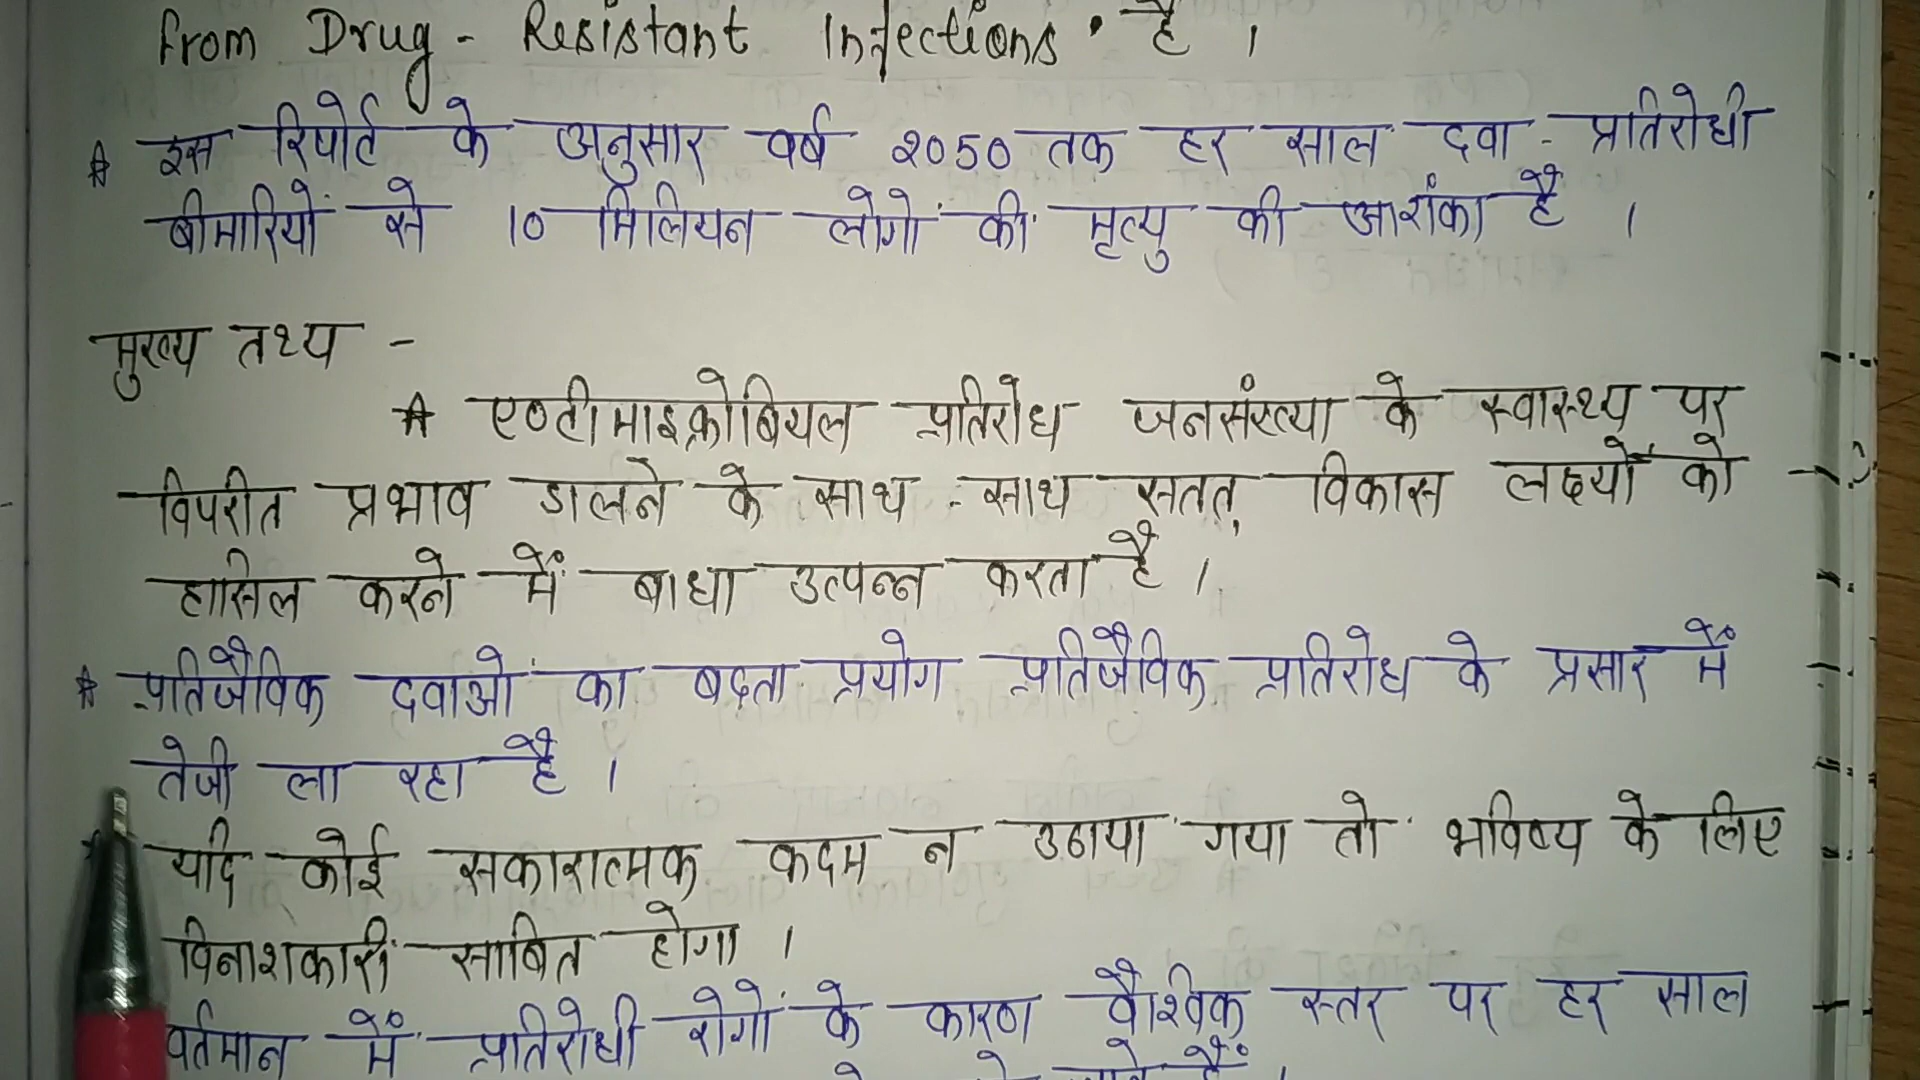 from Drug - Resistant Infections • है ।
* इस रिपोर्ट के अनुसार वर्ष 2050 तक हर साल दवा - प्रतिरोधी
बीमारियों से 10 मिलियन लोगों की मृत्यु की आशंका है ।
मुख्य तथ्य -
* एण्टीमाइक्रोबियल प्रतिरोध जनसंख्या के स्वास्थ्य पर
विपरीत प्रभाव डालने के साथ - साथ सतत् विकास लक्ष्यों को
हासिल करने में बाधा उत्पन्न करता है ।
* प्रतिजैविक दवाओं का बढ़ता प्रयोग प्रतिजैविक प्रतिरोध के प्रसार में
तेजी ला रहा है ।
* यदि कोई सकारात्मक कदम न उठाया गया तो भविष्य के लिए
विनाशकारी साबित होगा ।
वर्तमान में प्रतिरोधी रोगों के कारण वैश्विक स्तर पर हर साल